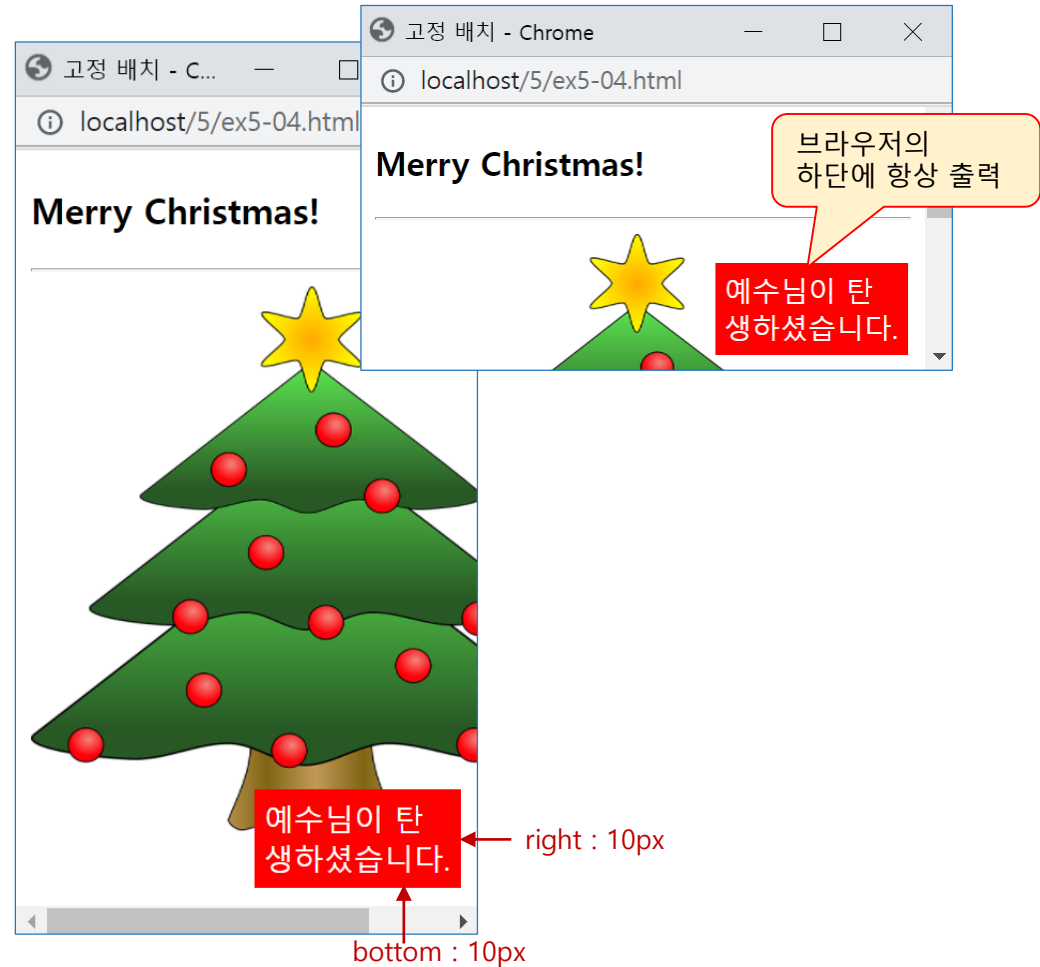 고정 배치 - C...
localhost/5/ex5-04.html
Merry Christmas!
예수님이 탄
생하셨습니다.
right : 10px
bottom : 10px
고정 배치 - Chrome
localhost/5/ex5-04.html
Merry Christmas!
브라우저의
하단에 항상 출력
예수님이 탄
생하셨습니다.